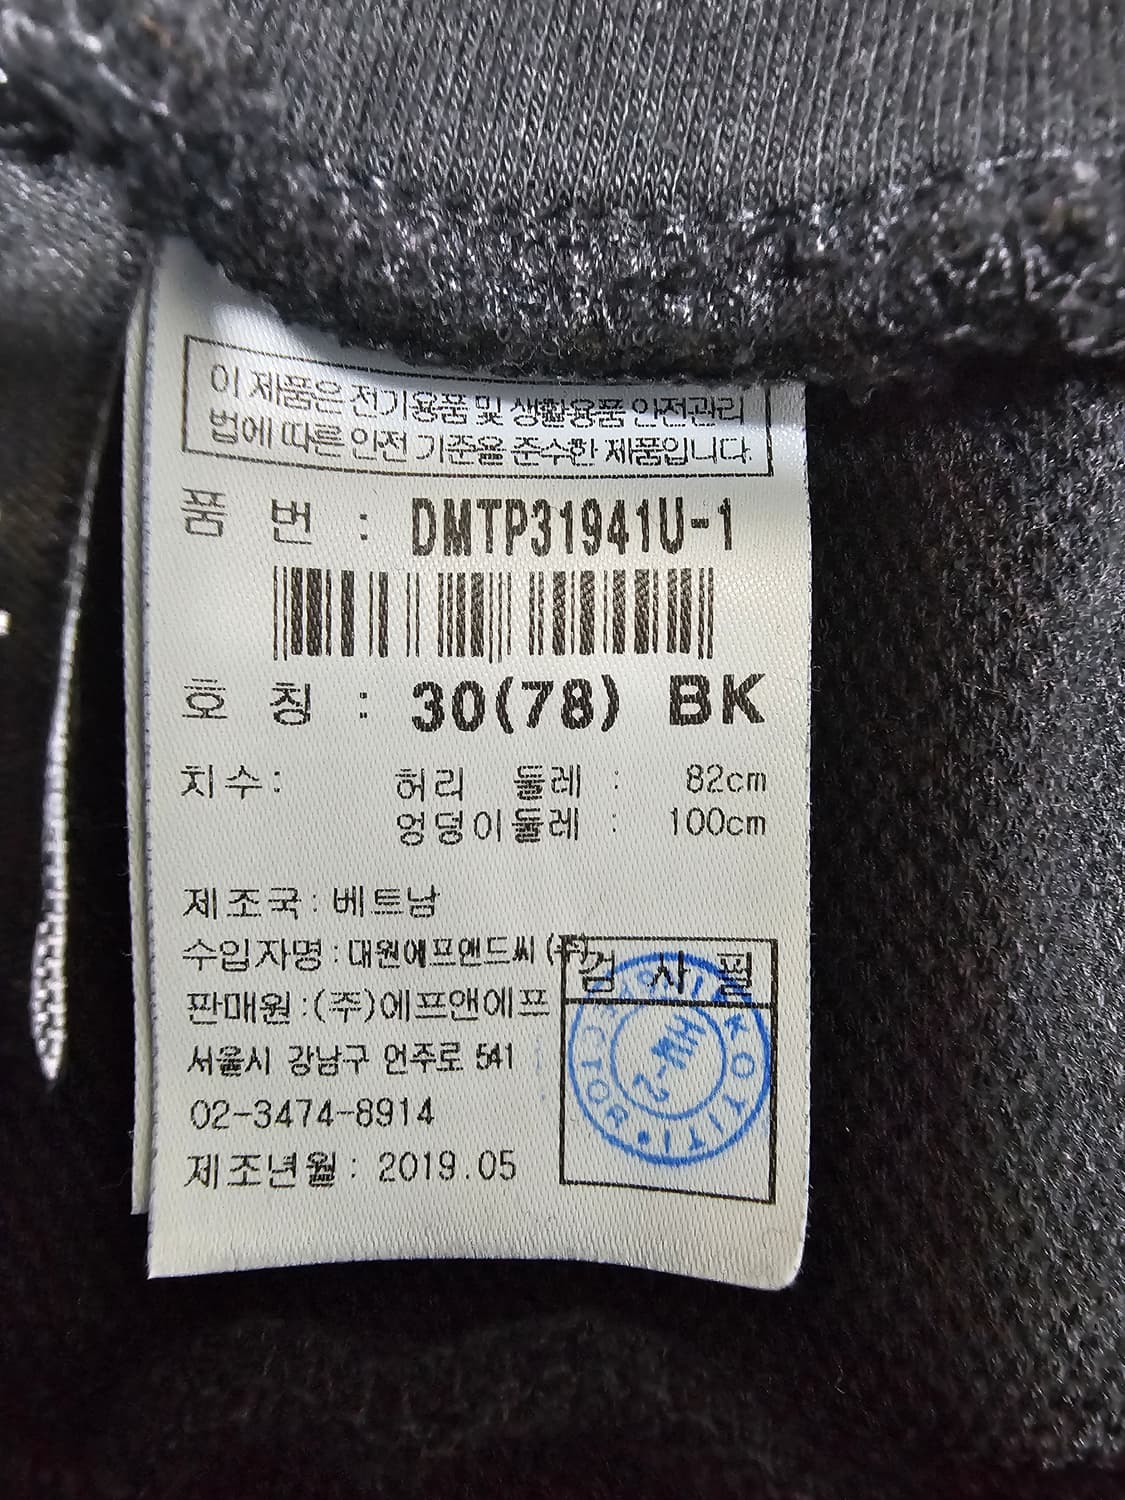 이 제품은 전기용품 및 생활용품 안전관리
법에 따른 안전 기준을 준수한 제품입니다.
품 번 : DMTP31941U-1
호 칭 : 30(78) BK
치수: 허리 둘레 : 82cm
엉덩이둘레 : 100cm
제조국 : 베트남
수입자명 : 대원에프앤드씨 (주)
판매원 : (주)에프앤에프
서울시 강남구 언주로 541
02-3474-8914
제조년월 : 2019.05
검 사 필
KOTITI
INSPECTOR
HW-2